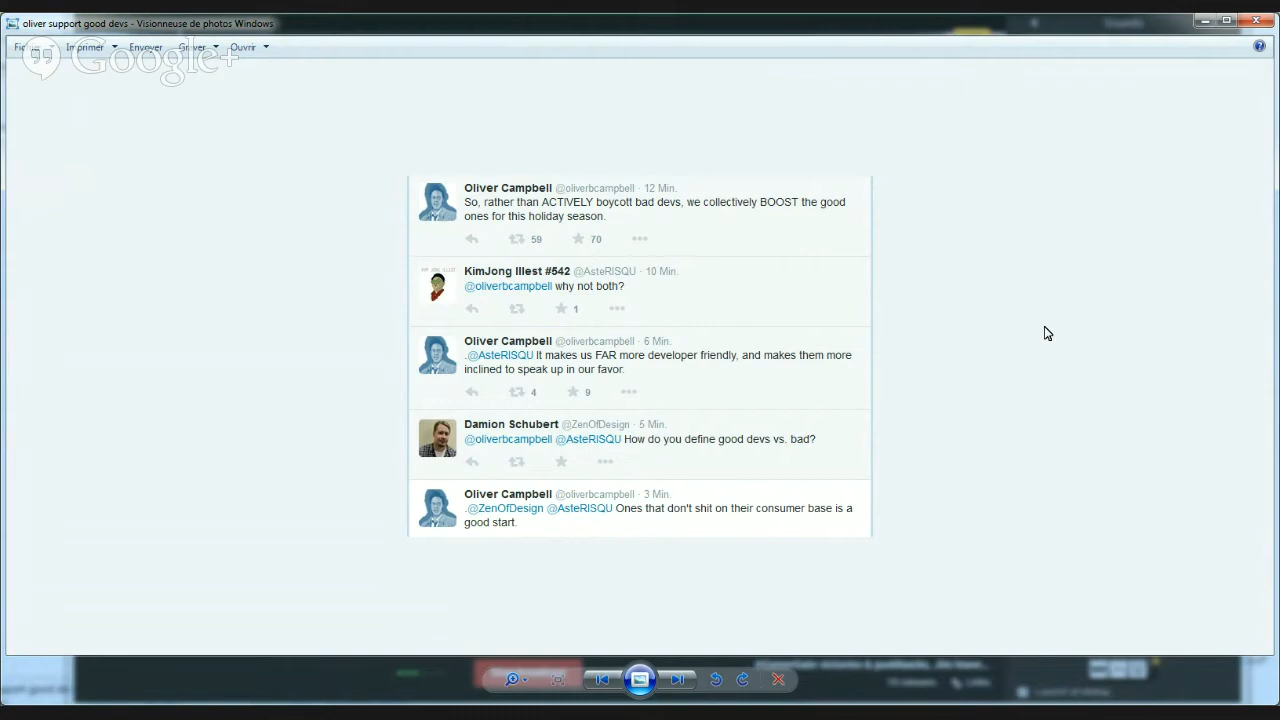 oliver support good devs - Visionneuse de photos Windows
Imprimer Envoyer Graver Ouvrir
Google+
Oliver Campbell @oliverbcampbell · 12 Min.
So, rather than ACTIVELY boycott bad devs, we collectively BOOST the good
ones for this holiday season.
59 70
KIM JONG ILLEST
KimJong Illest #542 @AsteRISQU · 10 Min.
@oliverbcampbell why not both?
1
Oliver Campbell @oliverbcampbell · 6 Min.
.@AsteRISQU It makes us FAR more developer friendly, and makes them more
inclined to speak up in our favor.
4 9
Damion Schubert @ZenOfDesign · 5 Min.
@oliverbcampbell @AsteRISQU How do you define good devs vs. bad?
Oliver Campbell @oliverbcampbell · 3 Min.
.@ZenOfDesign @AsteRISQU Ones that don't shit on their consumer base is a
good start.